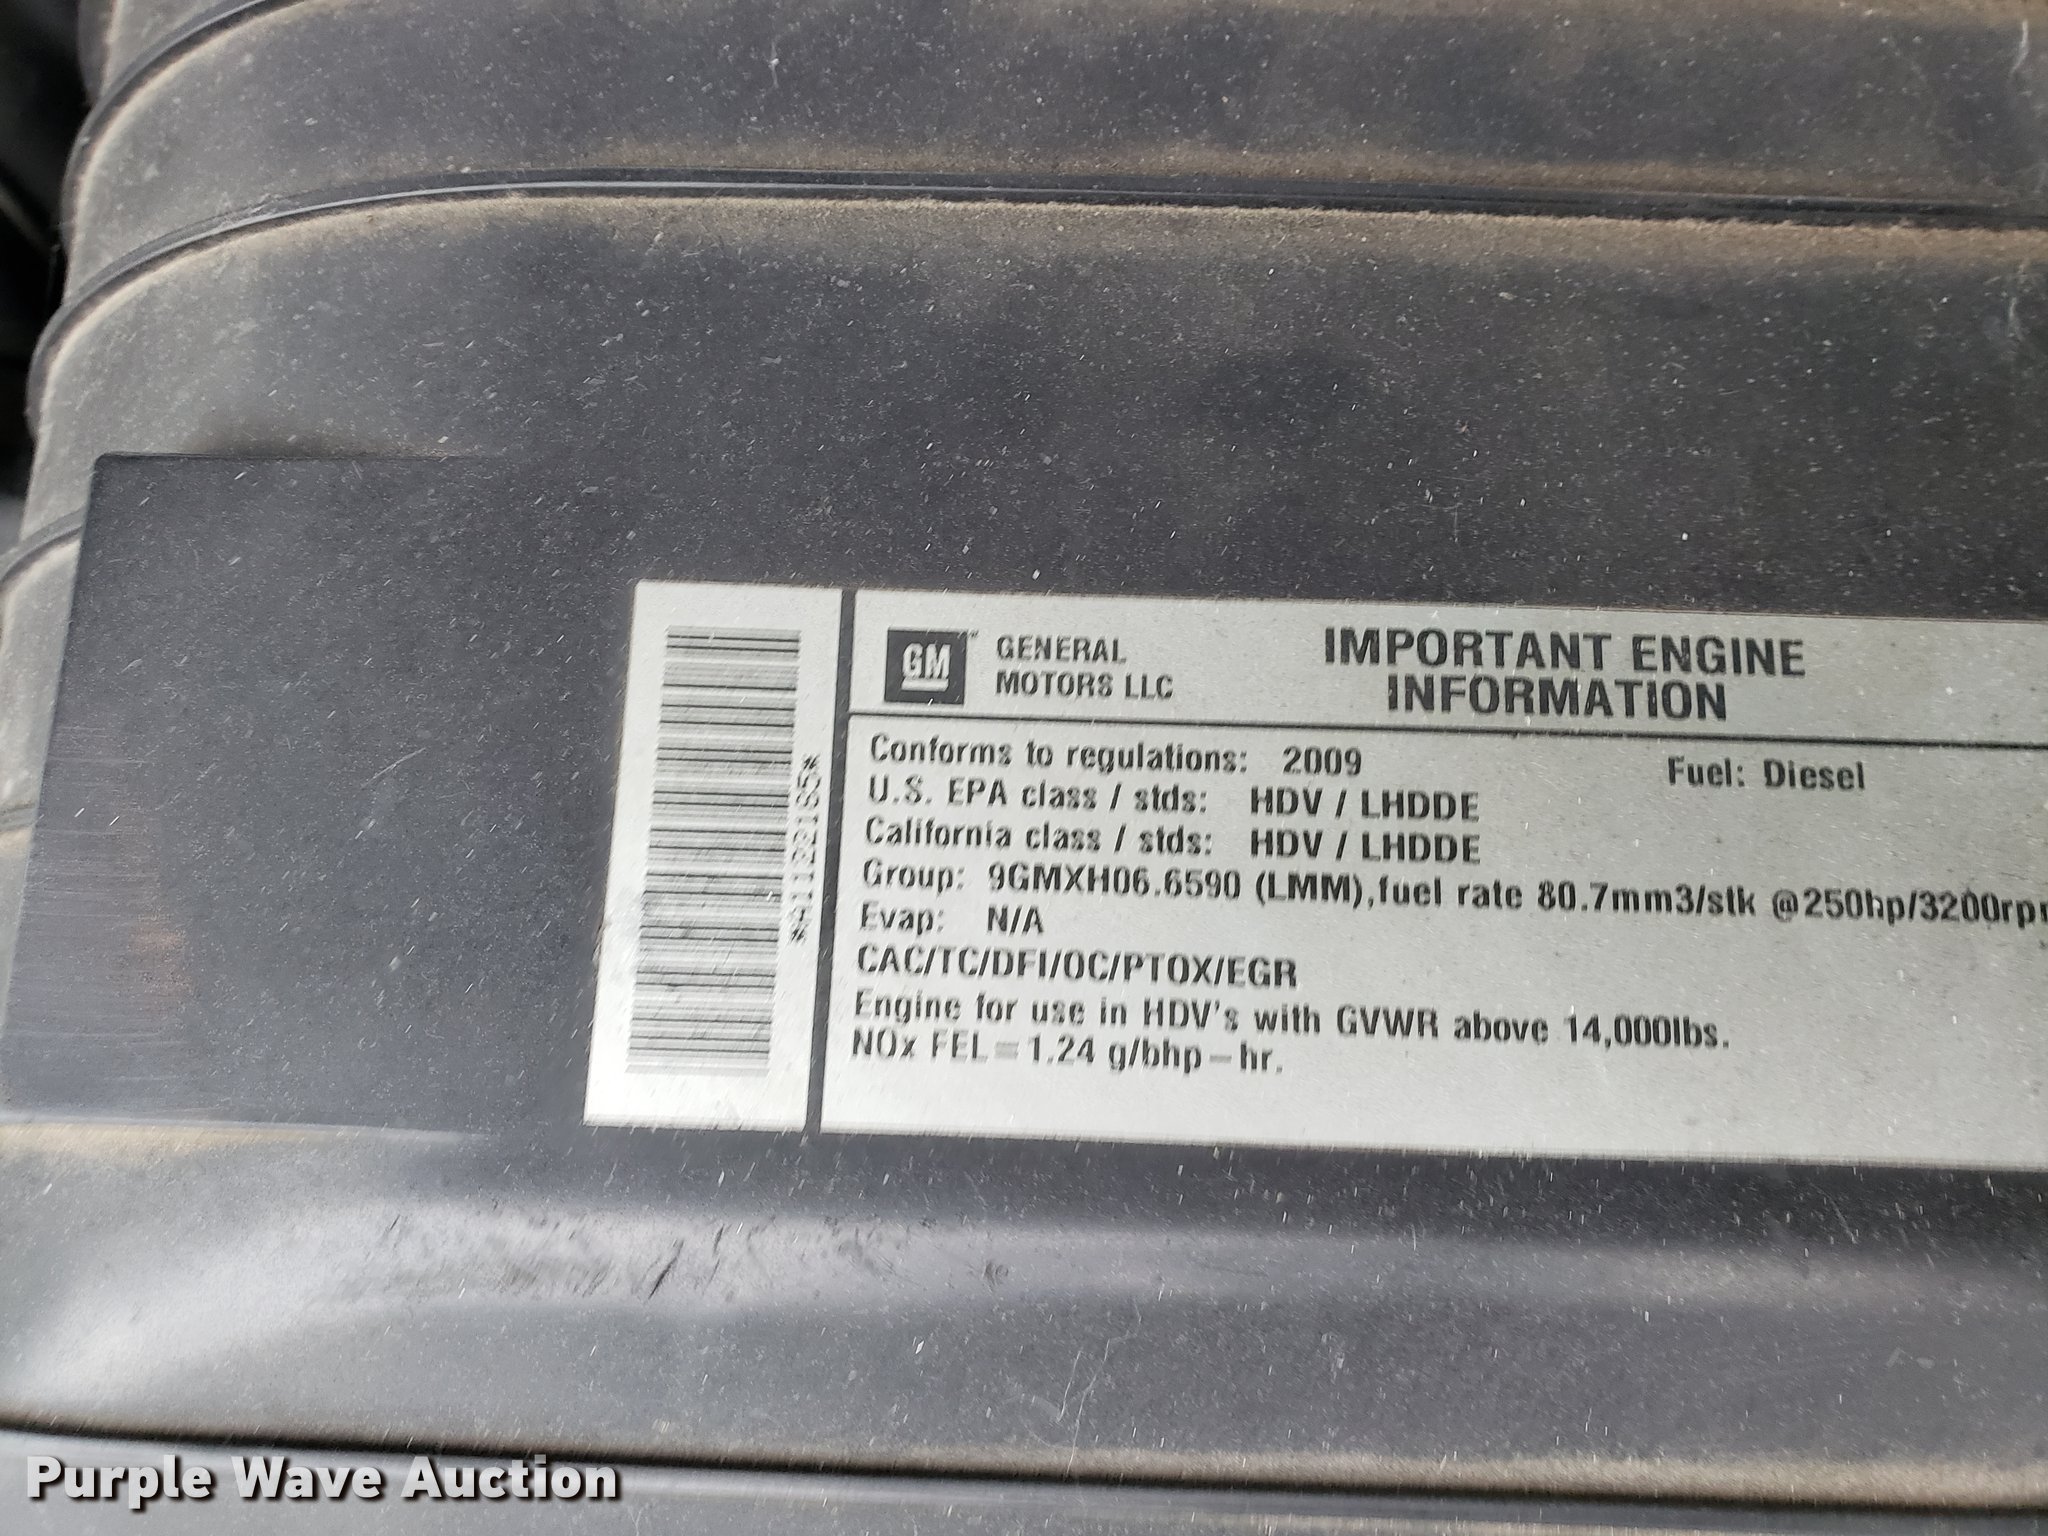 GM
GENERAL
MOTORS LLC
IMPORTANT ENGINE
INFORMATION
Conforms to regulations: 2009
Fuel: Diesel
U.S. EPA class / stds: HDV / LHDDE
California class / stds: HDV / LHDDE
Group: 9GMXH06.6590 (LMM),fuel rate 80.7mm3/stk @250hp/3200rpm
Evap: N/A
CAC/TC/DFI/OC/PTOX/EGR
Engine for use in HDV's with GVWR above 14,000lbs.
NOx FEL=1.24 g/bhp-hr.
Purple Wave Auction